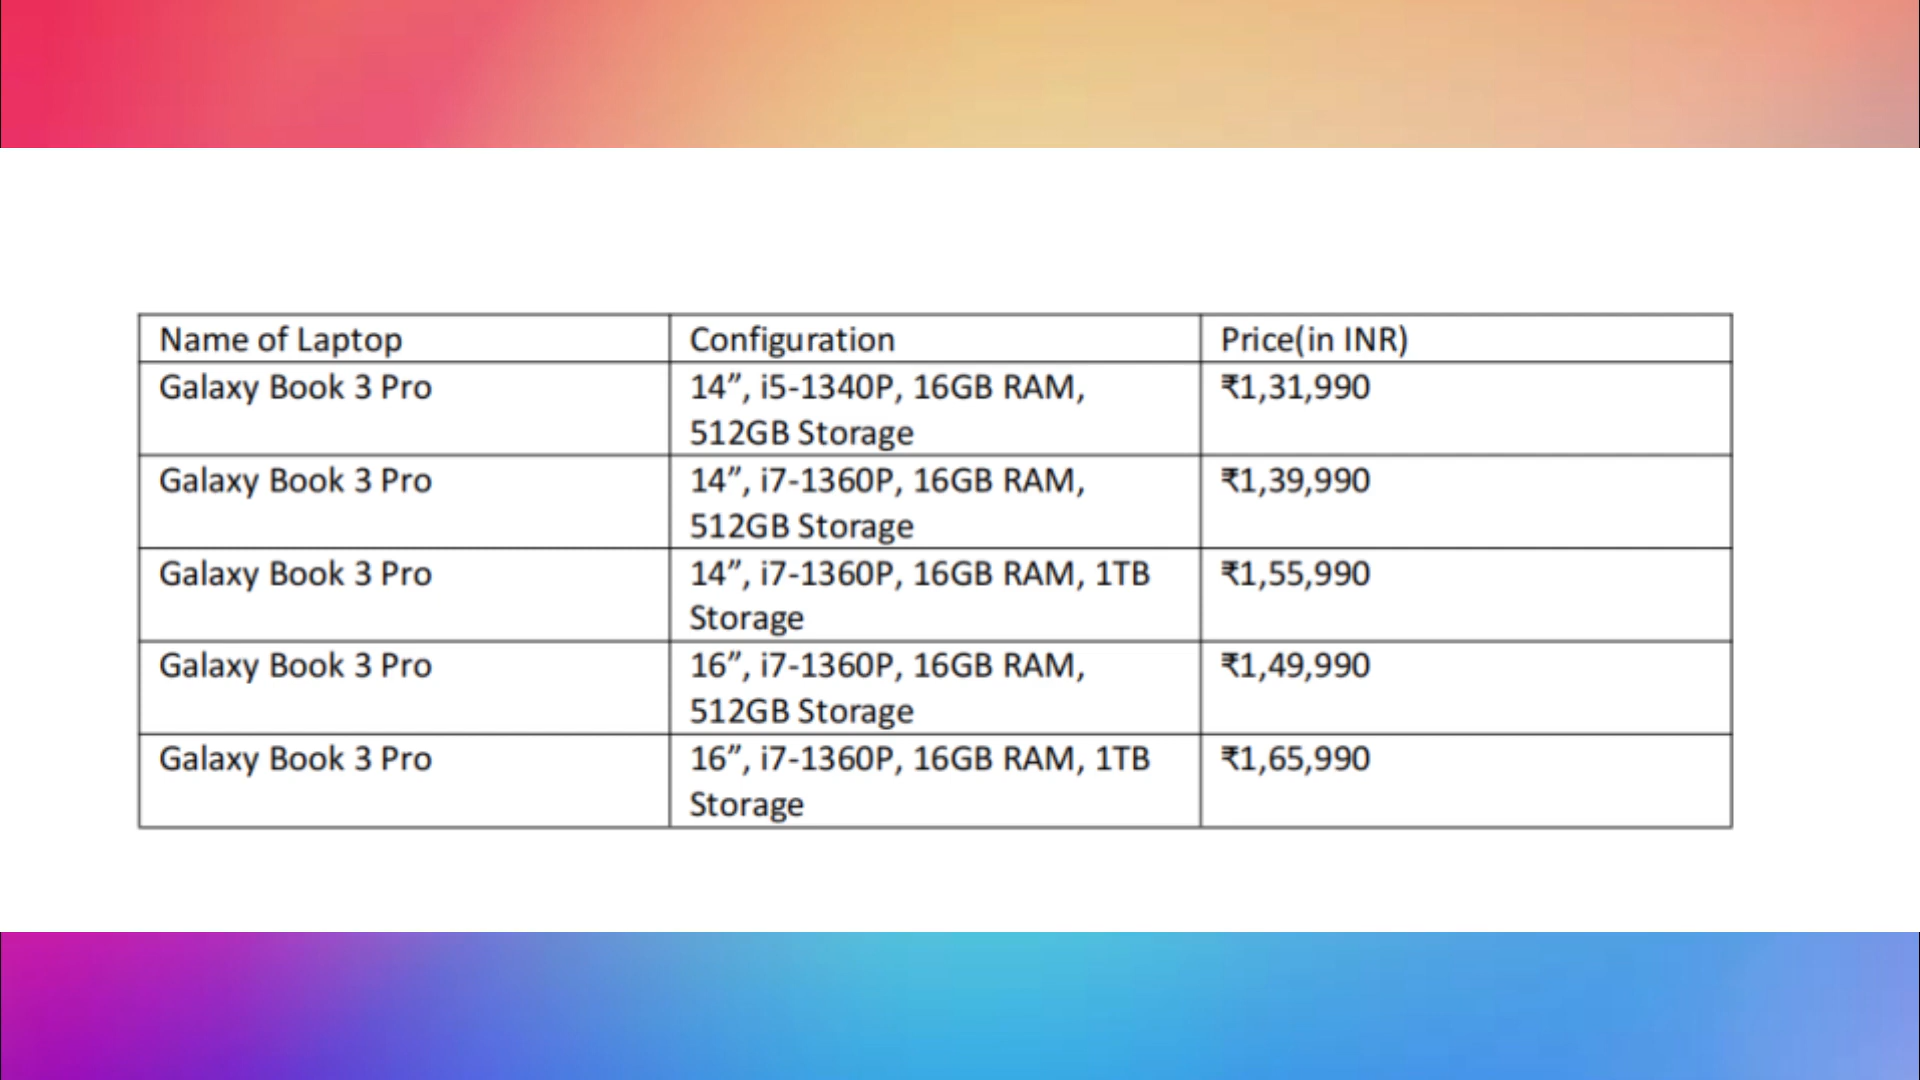 Name of Laptop Configuration Price(in INR)
Galaxy Book 3 Pro 14”, i5-1340P, 16GB RAM, ₹1,31,990
512GB Storage
Galaxy Book 3 Pro 14”, i7-1360P, 16GB RAM, ₹1,39,990
512GB Storage
Galaxy Book 3 Pro 14”, i7-1360P, 16GB RAM, 1TB ₹1,55,990
Storage
Galaxy Book 3 Pro 16”, i7-1360P, 16GB RAM, ₹1,49,990
512GB Storage
Galaxy Book 3 Pro 16”, i7-1360P, 16GB RAM, 1TB ₹1,65,990
Storage